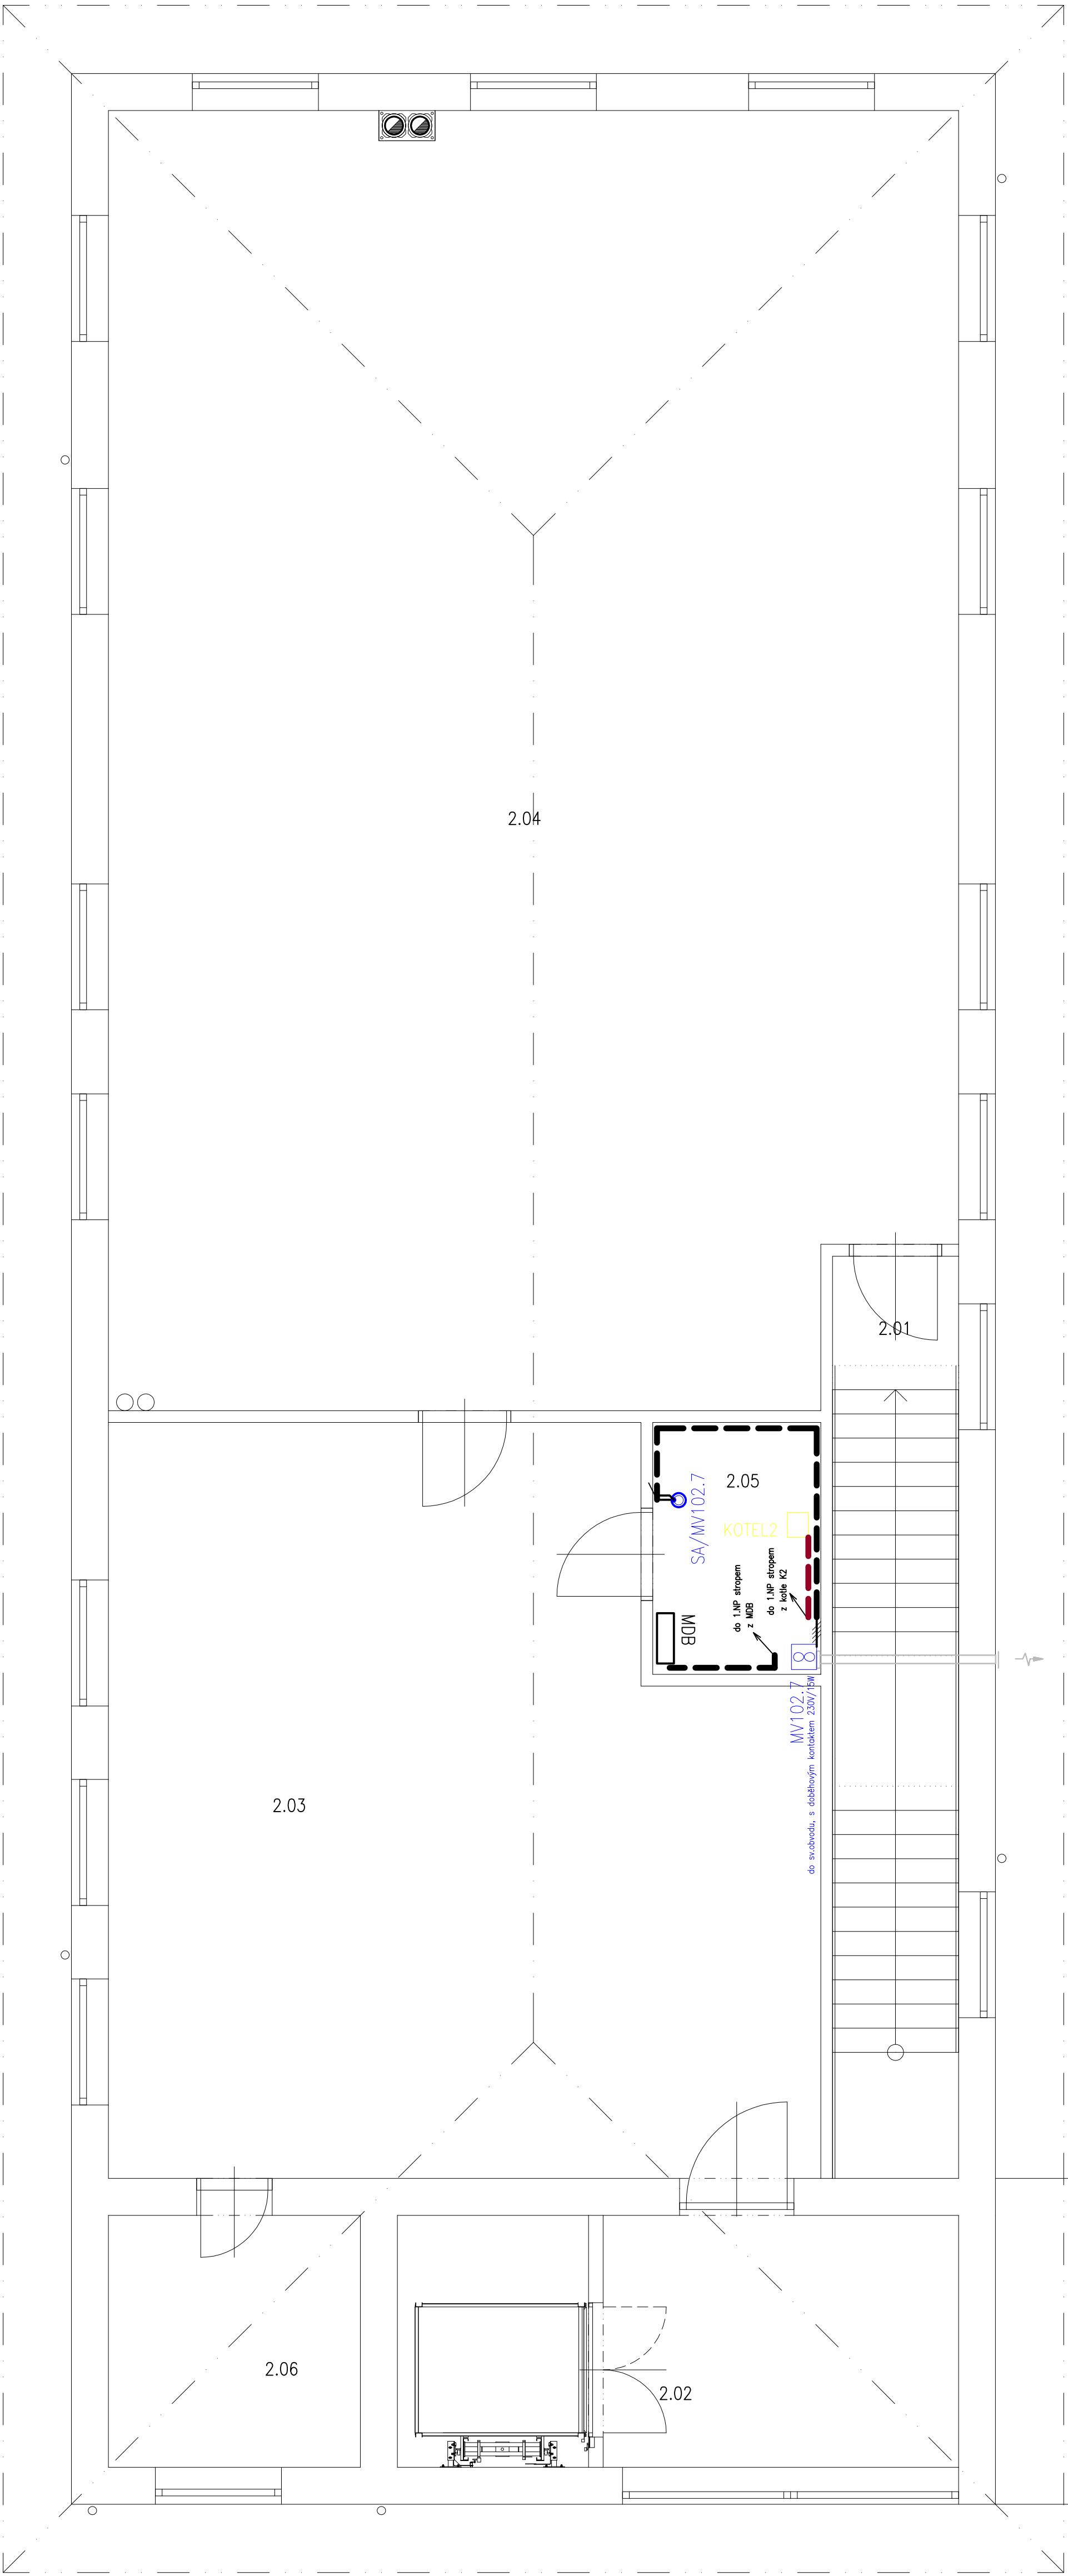 2.04
2.01
2.05
SA/MV102.7
KOTEL2
do 1.NP stropem
z MDB
do 1.NP stropem
z kotle K2
MDB
8
MV102.7
do sv.obvodu, s doběhovým kontaktem 230V/15W
2.03
2.06
2.02